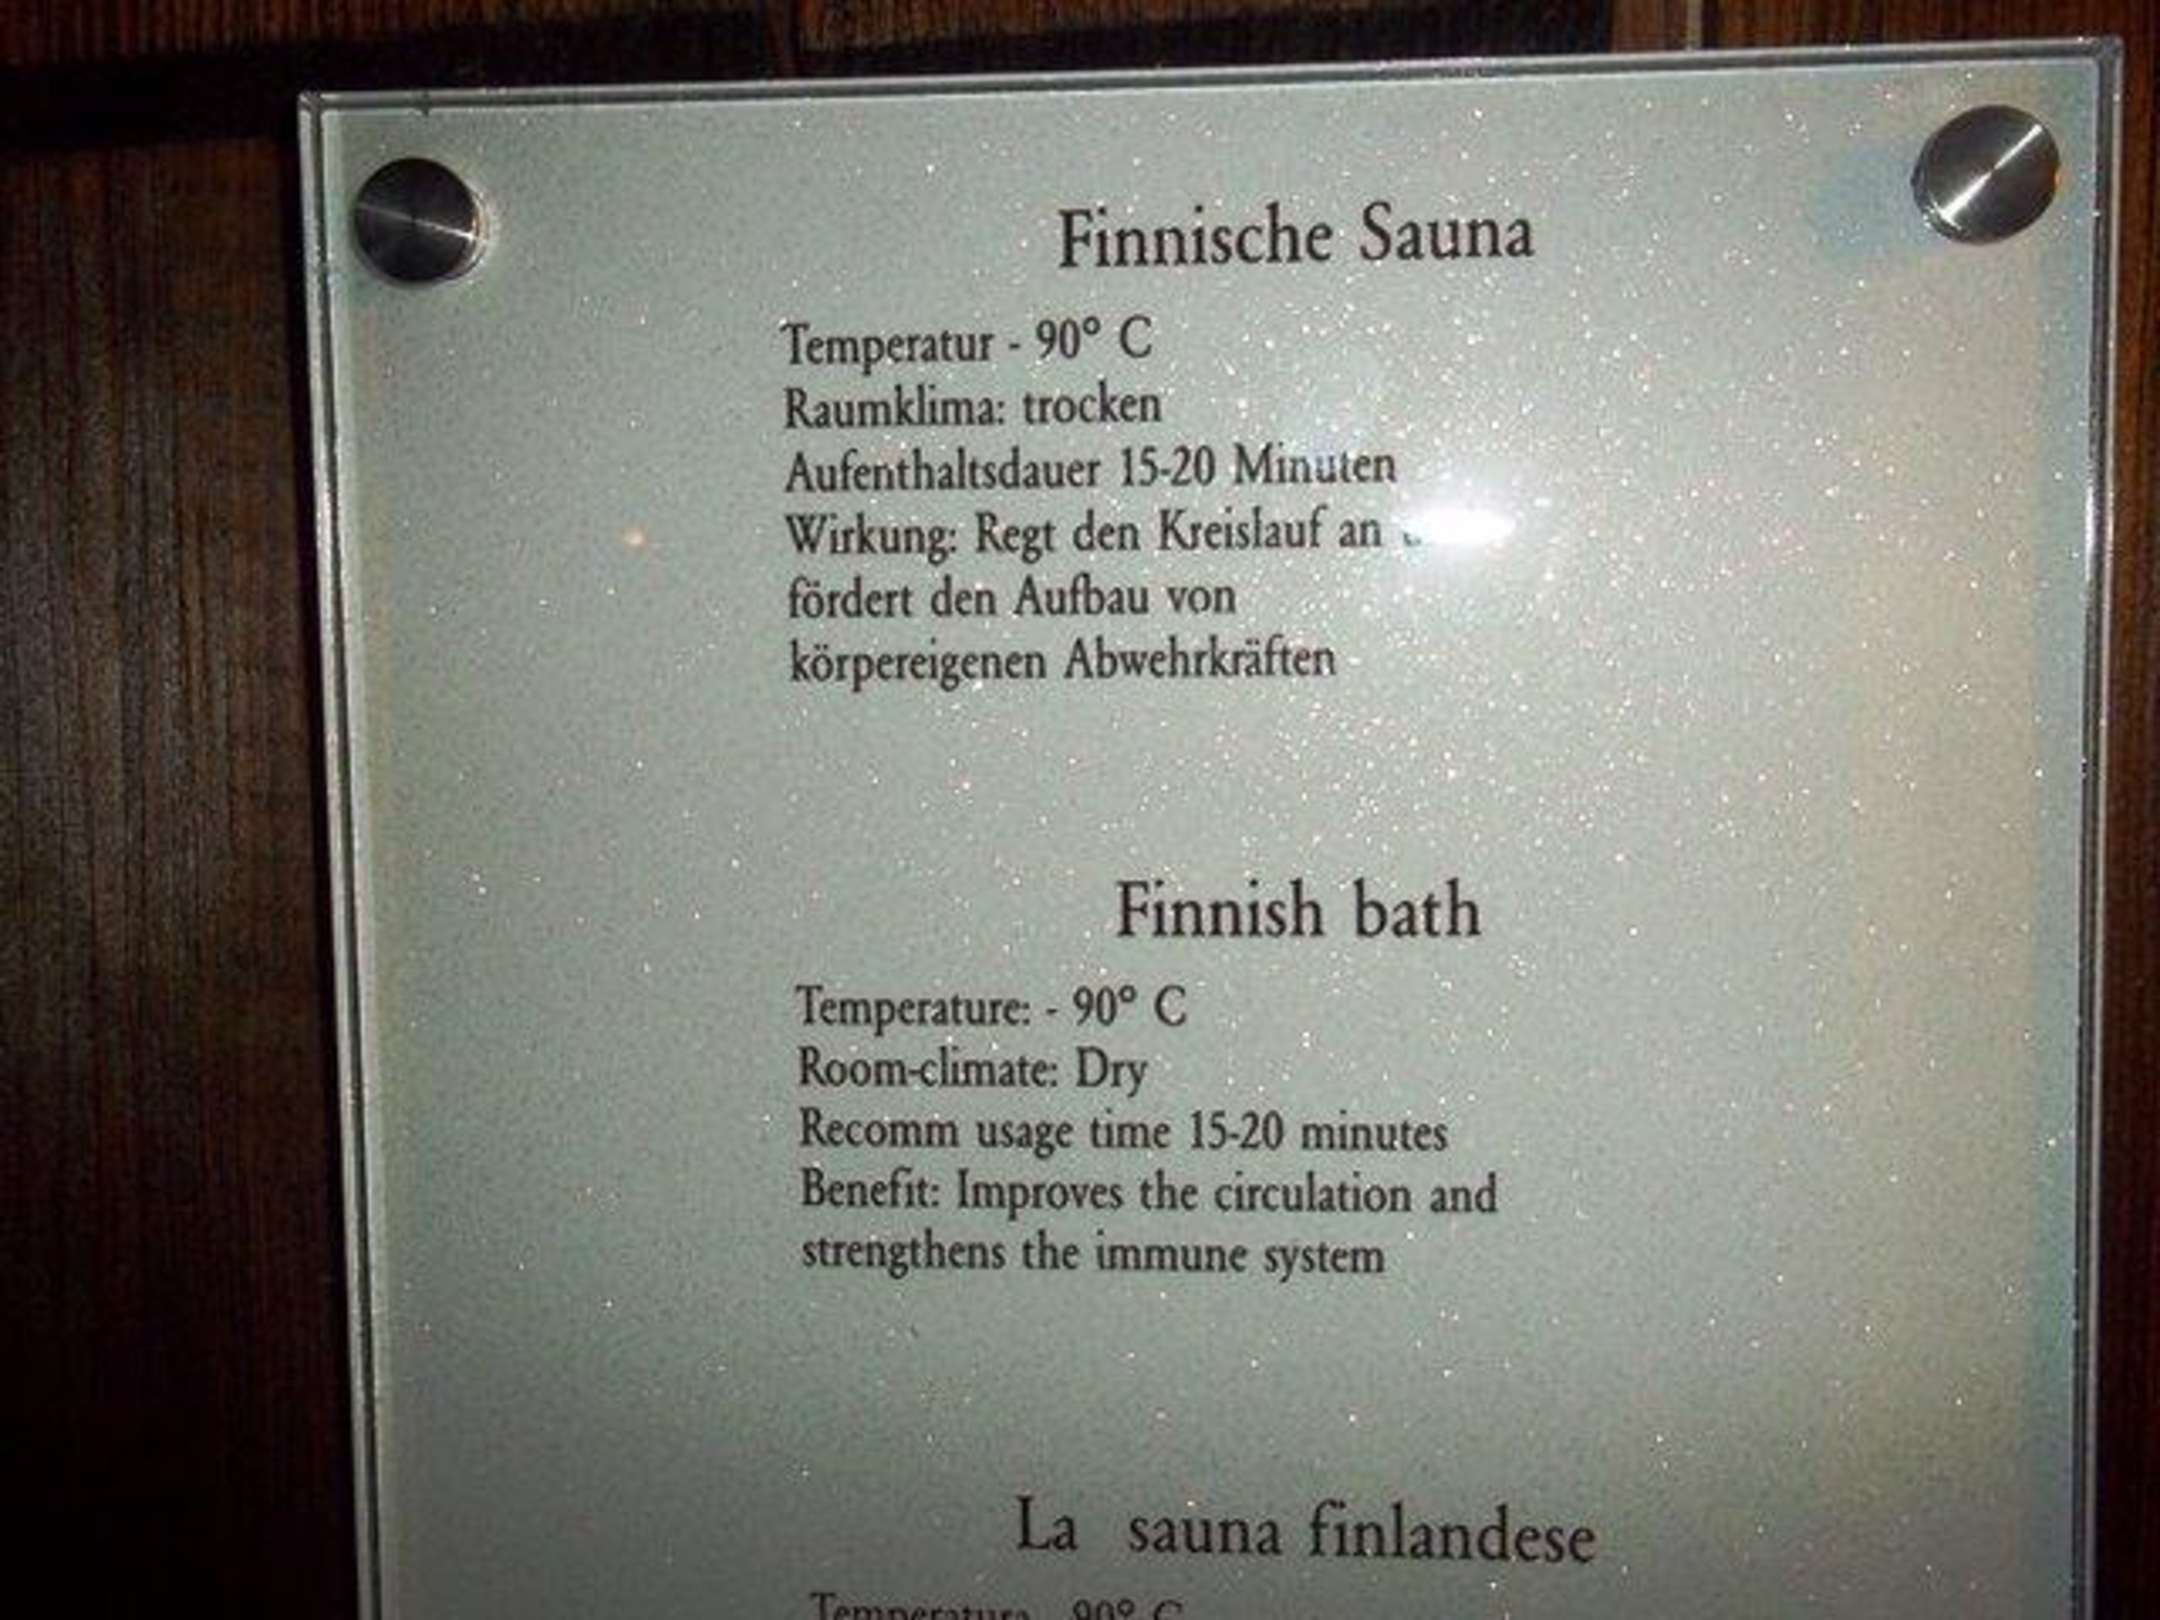 Finnische Sauna
Temperatur - 90° C
Raumklima: trocken
Aufenthaltsdauer 15-20 Minuten
Wirkung: Regt den Kreislauf an
fördert den Aufbau von
körpereigenen Abwehrkräften
Finnish bath
Temperature: - 90° C
Room-climate: Dry
Recomm usage time 15-20 minutes
Benefit: Improves the circulation and
strengthens the immune system
La sauna finlandese
Temperatura 90° C